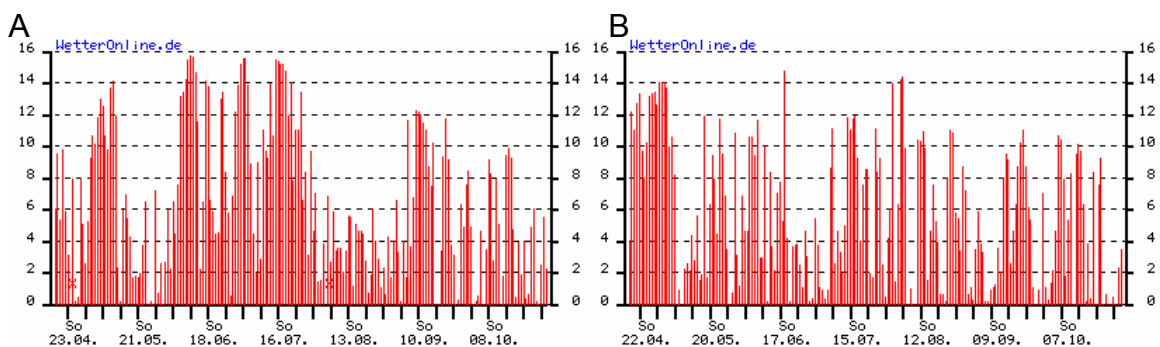 A
B
WetterOnline.de
WetterOnline.de
16 16 16 16
14 14 14 14
12 12 12 12
10 10 10 10
8 8 8 8
6 6 6 6
4 4 4 4
2 2 2 2
0 0 0 0
So So So So So So So
23.04. 21.05. 18.06. 16.07. 13.08. 10.09. 08.10.
So So So So So So So
22.04. 20.05. 17.06. 15.07. 12.08. 09.09. 07.10.